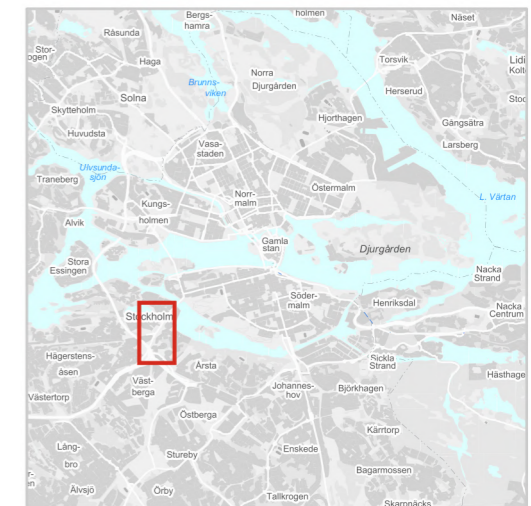 Bergs-
hamra
holmen
Näset
Råsunda
Stor-
ogen
Haga
Torsvik
Lidi
Kolt
Brunns-
viken
Norra
Djurgården
Solna
Herserud
Stoc
Skytteholm
Hjorthagen
Gångsätra
Huvudsta
Larsberg
Vasa-
staden
Ulvsunda-
sjön
Traneberg
Östermalm
Norr-
malm
L. Värtan
Kungs-
holmen
Alvik
Gamla
stan
Djurgården
Stora
Essingen
Nacka
Strand
Söder-
malm
Henriksdal
Nacka
Centrum
Stockholm
Hägerstens-
åsen
Årsta
Sickla
Strand
Hästhage
Väst-
berga
Johannes-
hov
Björkhagen
Västertorp
Östberga
Kärrtorp
Lång-
bro
Enskede
Stureby
Bagarmossen
Älvsjö
Örby
Tallkrogen
Skarpnäcks